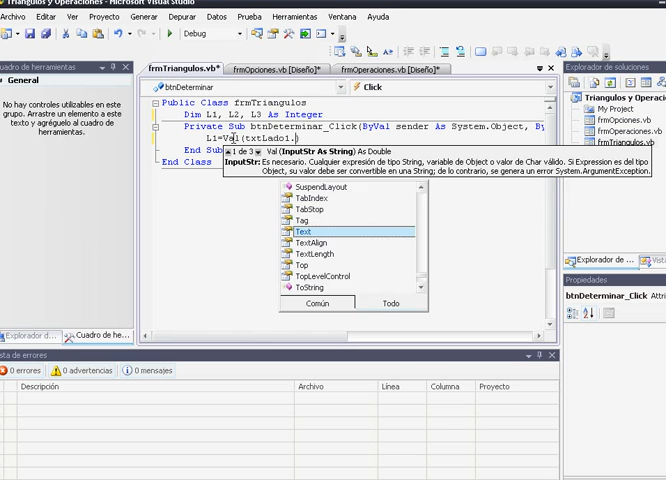 Triangulos y Operaciones - Microsoft Visual Studio
Archivo Editar Ver Proyecto Generar Depurar Datos Prueba Herramientas Ventana Ayuda
Debug
Cuadro de herramientas
General
No hay controles utilizables en este
grupo. Arrastre un elemento a este
texto y agréguelo al cuadro de
herramientas.
frmTriangulos.vb* frmOpciones.vb [Diseño]* frmOperaciones.vb [Diseño]*
btnDeterminar Click
Public Class frmTriangulos
Dim L1, L2, L3 As Integer
Private Sub btnDeterminar_Click(ByVal sender As System.Object, By
L1=Val(txtLado1.)
End Sub
End Class
1 de 3 Val (InputStr As String) As Double
InputStr: Es necesario. Cualquier expresión de tipo String, variable de Object o valor de Char válido. Si Expression es del tipo
Object, su valor debe ser convertible en una String; de lo contrario, se genera un error System.ArgumentException.
SuspendLayout
TabIndex
TabStop
Tag
Text
TextAlign
TextLength
Top
TopLevelControl
ToString
Común Todo
Explorador de soluciones
Triangulos y Operacione
My Project
frmOpciones.vb
frmOperaciones.vb
frmTriangulos.vb
Explorador de ... Vista
Propiedades
btnDeterminar_Click Attri
Explorador d... Cuadro de he...
Lista de errores
0 errores 0 advertencias 0 mensajes
Descripción Archivo Línea Columna Proyecto